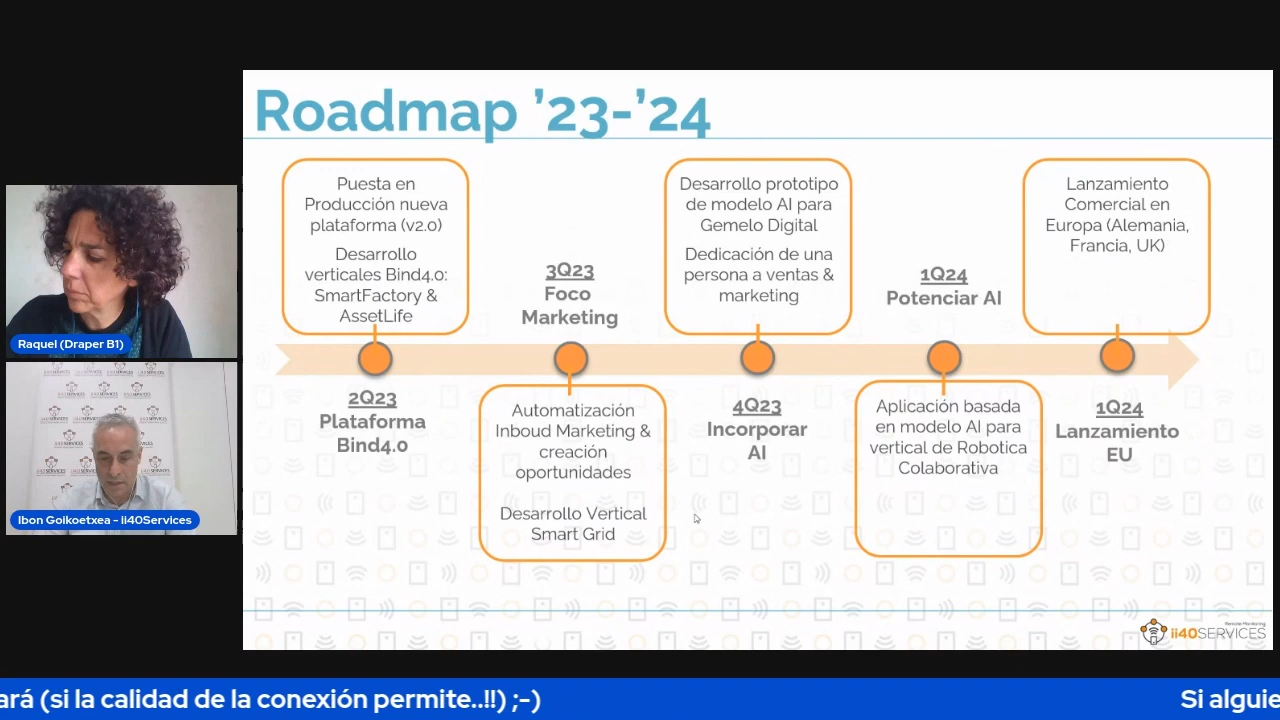 Roadmap ’23-’24
Puesta en
Producción nueva
plataforma (v2.0)
Desarrollo
verticales Bind4.0:
SmartFactory &
AssetLife
2Q23
Plataforma
Bind4.0
3Q23
Foco
Marketing
Automatización
Inboud Marketing &
creación
oportunidades
Desarrollo Vertical
Smart Grid
Desarrollo prototipo
de modelo AI para
Gemelo Digital
Dedicación de una
persona a ventas &
marketing
4Q23
Incorporar
AI
1Q24
Potenciar AI
Aplicación basada
en modelo AI para
vertical de Robotica
Colaborativa
Lanzamiento
Comercial en
Europa (Alemania,
Francia, UK)
1Q24
Lanzamiento
EU
Remote Monitoring
ii40SERVICES
Raquel (Draper B1)
ii40SERVICES
Ibon Goikoetxea - ii40Services
ará (si la calidad de la conexión permite..!!) ;-)
Si alguie